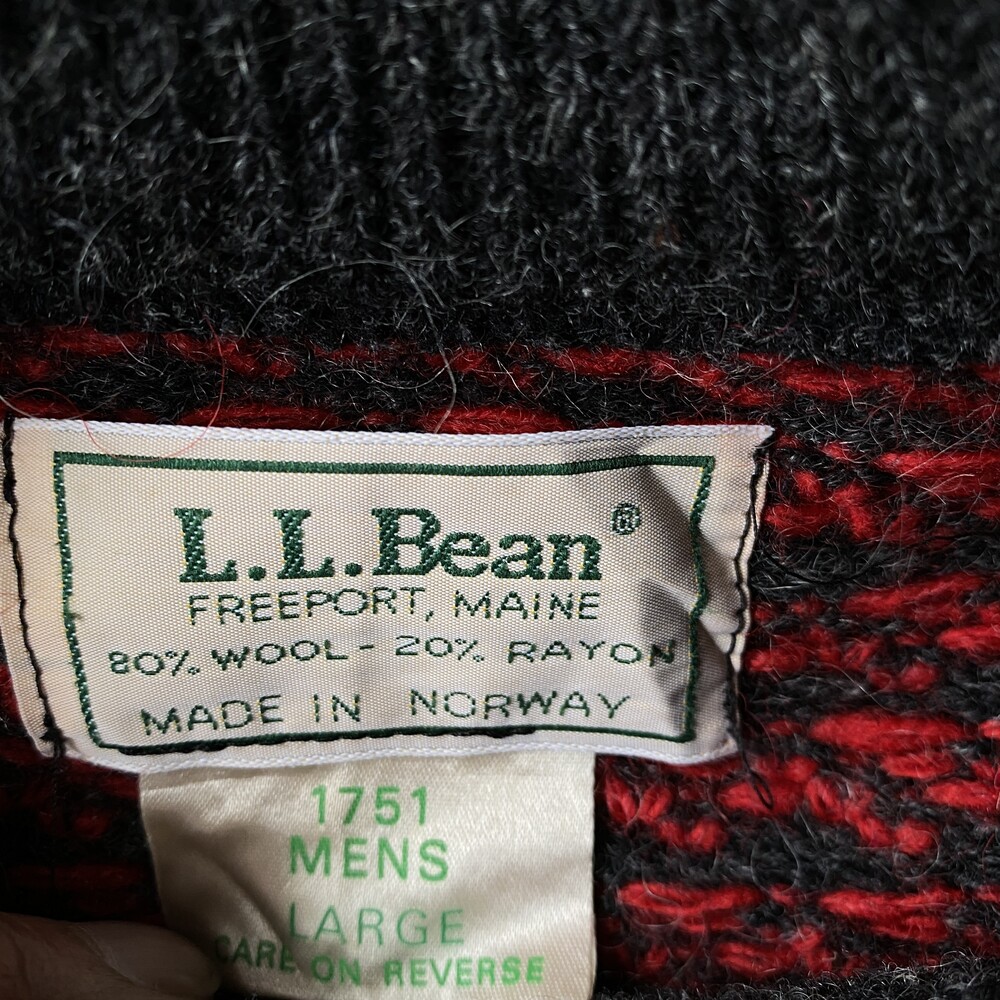 L.L.Bean®
FREEPORT, MAINE
80% WOOL - 20% RAYON
MADE IN NORWAY
1751
MENS
LARGE
CARE ON REVERSE